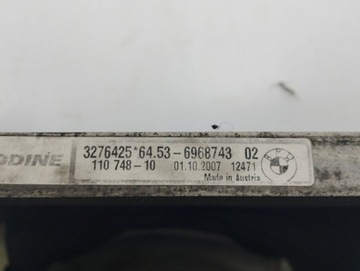 ODINE
3276425*64.53-6968743 02
110 748-10 01.10.2007 12471
Made in Austria